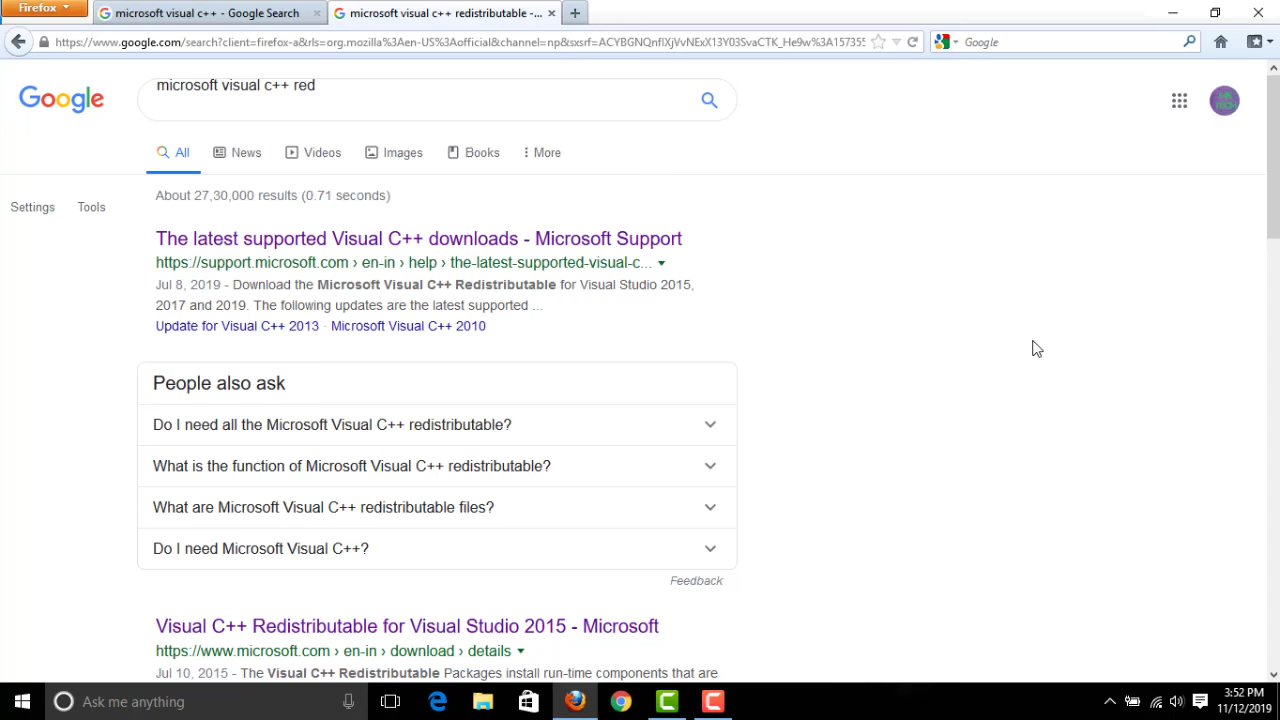 Firefox
microsoft visual c++ - Google Search
microsoft visual c++ redistributable -...
https://www.google.com/search?client=firefox-a&rls=org.mozilla%3Aen-US%3Aofficial&channel=np&sxsrf=
Google
Google
microsoft visual c++ red
All
News
Videos
Images
Books
More
Settings
Tools
About 27,30,000 results (0.71 seconds)
The latest supported Visual C++ downloads - Microsoft Support
https://support.microsoft.com › en-in › help › the-latest-supported-visual-c...
Jul 8, 2019 - Download the Microsoft Visual C++ Redistributable for Visual Studio 2015,
2017 and 2019. The following updates are the latest supported ...
Update for Visual C++ 2013 · Microsoft Visual C++ 2010
People also ask
Do I need all the Microsoft Visual C++ redistributable?
What is the function of Microsoft Visual C++ redistributable?
What are Microsoft Visual C++ redistributable files?
Do I need Microsoft Visual C++?
Feedback
Visual C++ Redistributable for Visual Studio 2015 - Microsoft
https://www.microsoft.com › en-in › download › details
Jul 10, 2015 - The Visual C++ Redistributable Packages install run-time components that are
Ask me anything
3:52 PM
11/12/2019